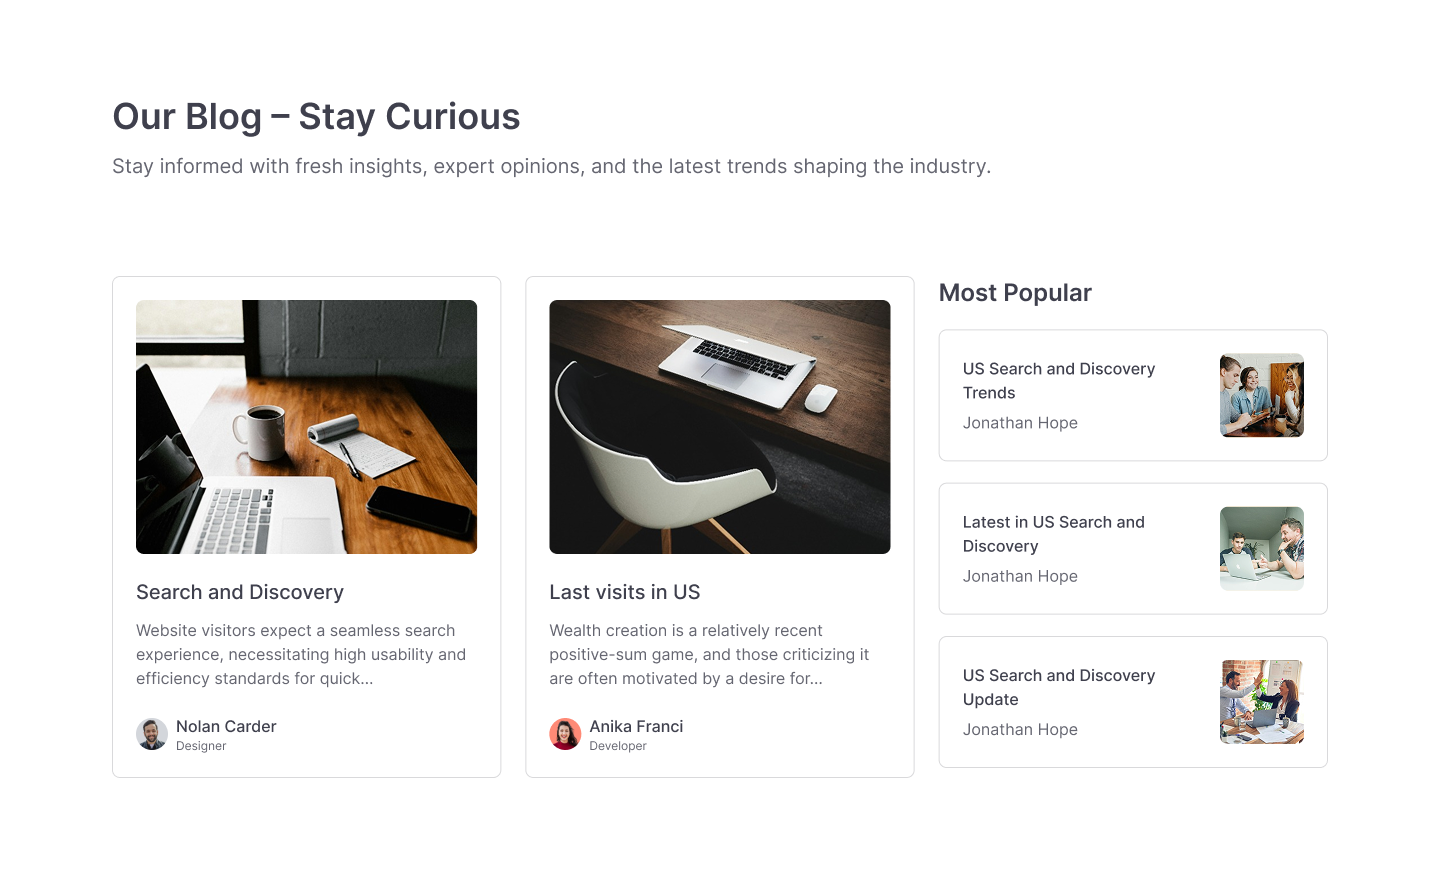 Our Blog – Stay Curious
Stay informed with fresh insights, expert opinions, and the latest trends shaping the industry.
Search and Discovery
Website visitors expect a seamless search
experience, necessitating high usability and
efficiency standards for quick...
Nolan Carder
Designer
Last visits in US
Wealth creation is a relatively recent
positive-sum game, and those criticizing it
are often motivated by a desire for...
Anika Franci
Developer
Most Popular
US Search and Discovery
Trends
Jonathan Hope
Latest in US Search and
Discovery
Jonathan Hope
US Search and Discovery
Update
Jonathan Hope